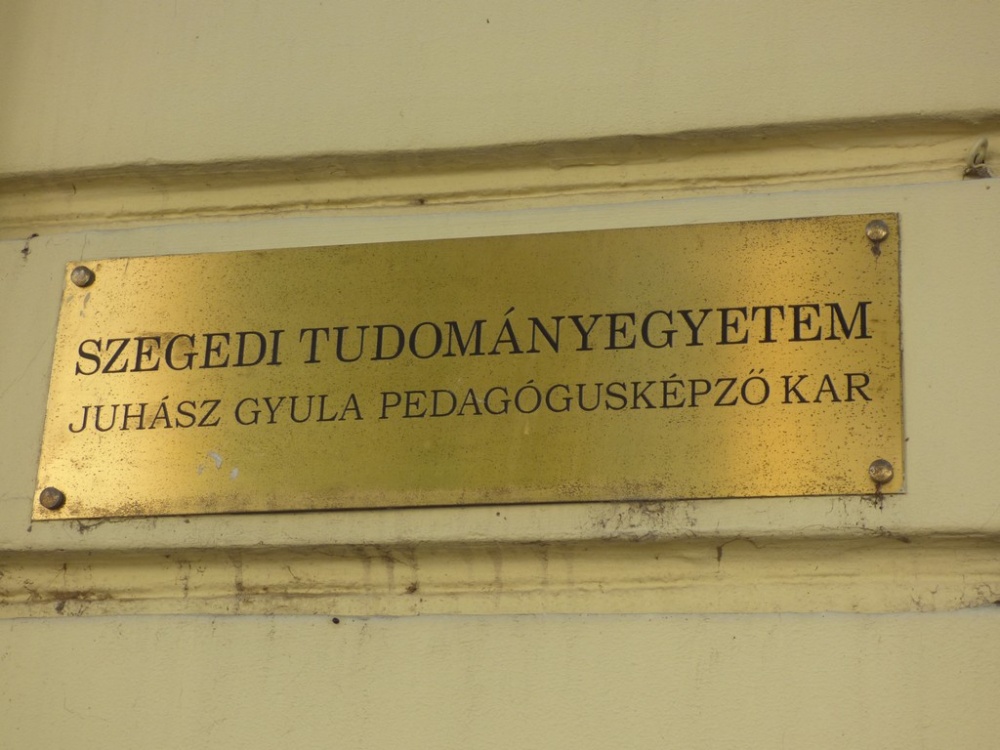 SZEGEDI TUDOMÁNYEGYETEM
JUHÁSZ GYULA PEDAGÓGUSKÉPZŐ KAR